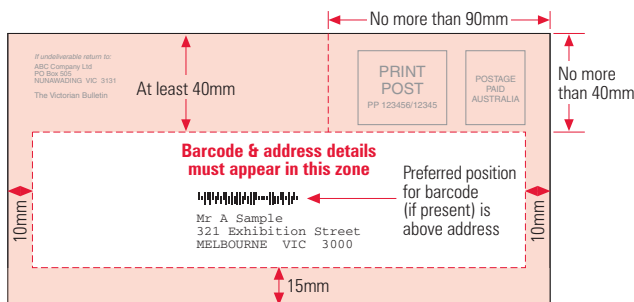 No more than 90mm
If undeliverable return to:
ABC Company Ltd
PO Box 505
NUNAWADING VIC 3131
The Victorian Bulletin
At least 40mm
PRINT
POST
PP 123456/12345
POSTAGE
PAID
AUSTRALIA
No more
than 40mm
Barcode & address details
must appear in this zone
Preferred position
for barcode
(if present) is
above address
Mr A Sample
321 Exhibition Street
MELBOURNE VIC 3000
10mm
10mm
15mm